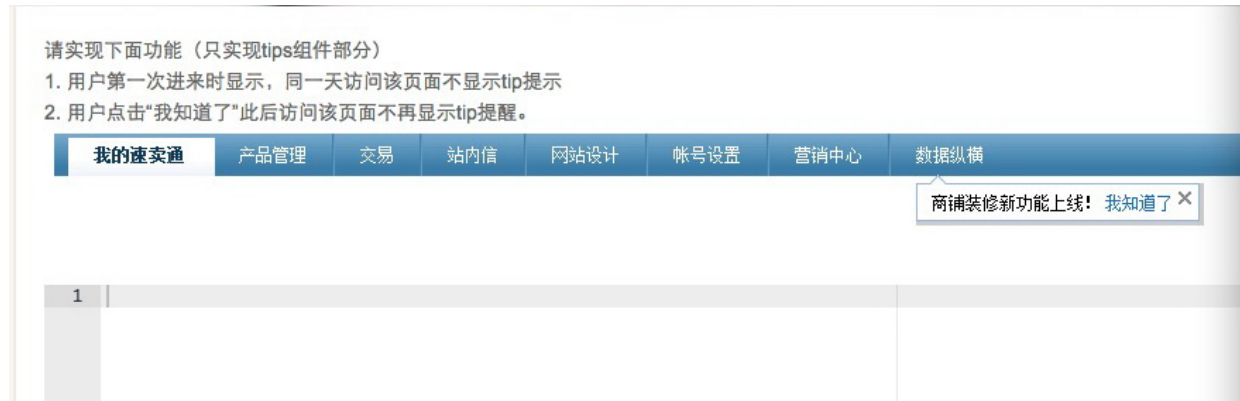 请实现下面功能（只实现tips组件部分）
1. 用户第一次进来时显示，同一天访问该页面不显示tip提示
2. 用户点击“我知道了”此后访问该页面不再显示tip提醒。
我的速卖通 产品管理 交易 站内信 网站设计 帐号设置 营销中心 数据纵横
商铺装修新功能上线！ 我知道了 ×
1